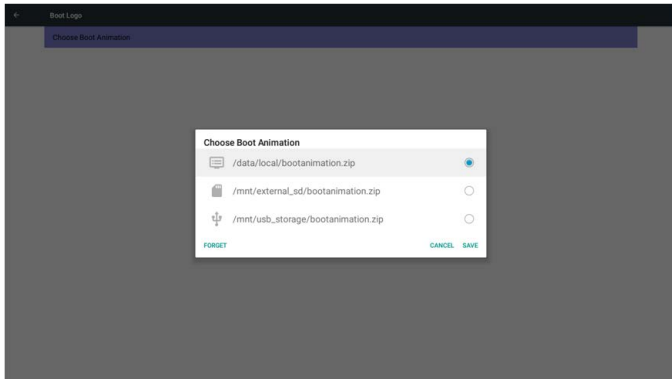 Boot Logo
Choose Boot Animation
Choose Boot Animation
/data/local/bootanimation.zip
/mnt/external_sd/bootanimation.zip
/mnt/usb_storage/bootanimation.zip
FORGET CANCEL SAVE